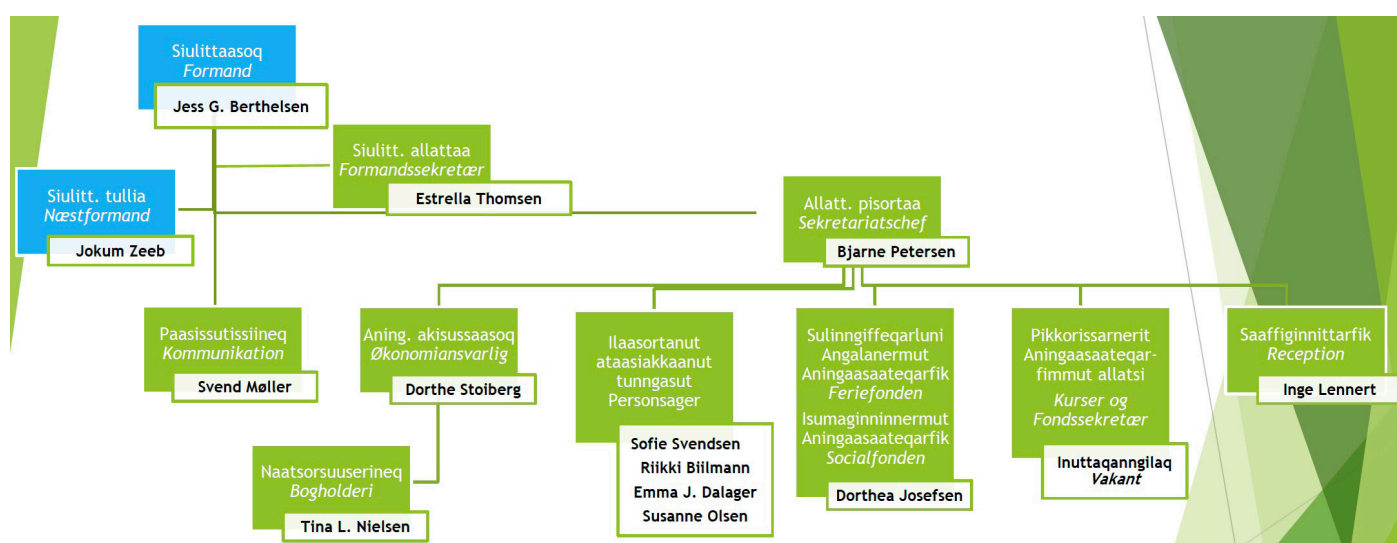 Siulittaasoq
Formand
Jess G. Berthelsen
Siulitt. allattaa
Formandssekretær
Estrella Thomsen
Siulitt. tullia
Næstformand
Jokum Zeeb
Allatt. pisortaa
Sekretariatschef
Bjarne Petersen
Paasissutissiineq
Kommunikation
Svend Møller
Aning. akisussaasoq
Økonomiansvarlig
Dorthe Stoiberg
Naatsorsuuserineq
Bogholderi
Tina L. Nielsen
Ilaasortanut
ataasiakkaanut
tunngasut
Personsager
Sofie Svendsen
Riikki Biilmann
Emma J. Dalager
Susanne Olsen
Sulinngiffeqarluni
Angalanermut
Aningaasaateqarfik
Feriefonden
Isumaginninnermut
Aningaasaateqarfik
Socialfonden
Dorthea Josefsen
Pikkorissarnerit
Aningaasaateqar-
fimmut allatsi
Kurser og
Fondssekretær
Inuttaqanngilaq
Vakant
Saaffiginnittarfik
Reception
Inge Lennert